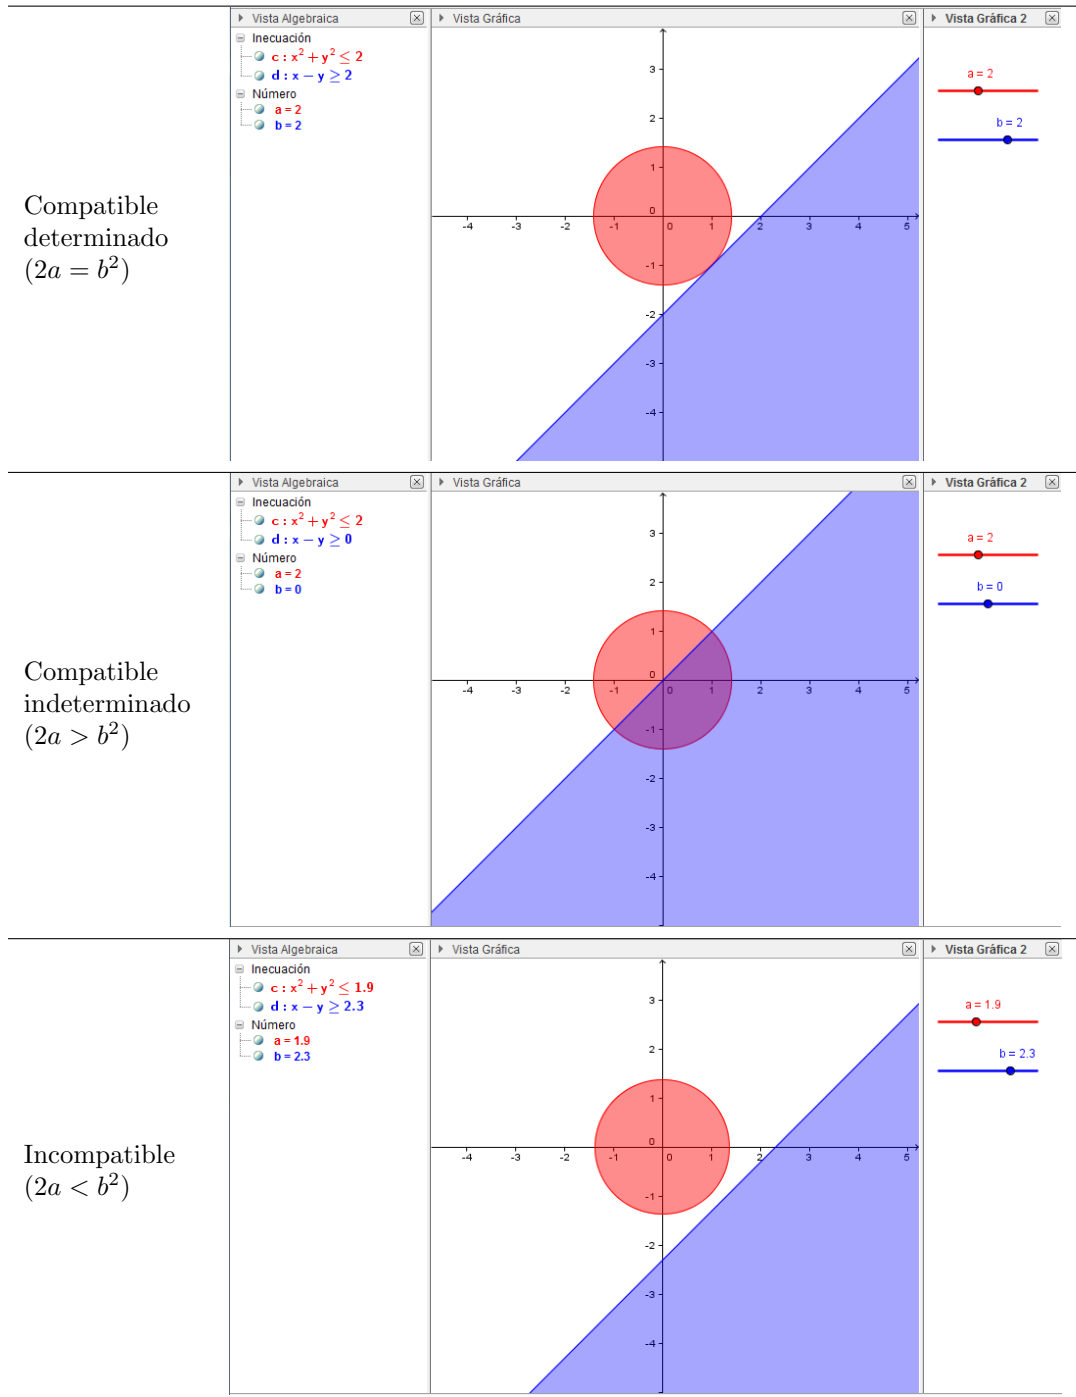 Compatible
determinado
(2a = b²)
Vista Algebraica
Inecuación
c : x² + y² ≤ 2
d : x − y ≥ 2
Número
a = 2
b = 2
Vista Gráfica
3
2
1
0
-4 -3 -2 -1 0 1 2 3 4 5
-1
-2
-3
-4
Vista Gráfica 2
a = 2
b = 2
Compatible
indeterminado
(2a > b²)
Vista Algebraica
Inecuación
c : x² + y² ≤ 2
d : x − y ≥ 0
Número
a = 2
b = 0
Vista Gráfica
3
2
1
0
-4 -3 -2 -1 0 1 2 3 4 5
-1
-2
-3
-4
Vista Gráfica 2
a = 2
b = 0
Incompatible
(2a < b²)
Vista Algebraica
Inecuación
c : x² + y² ≤ 1.9
d : x − y ≥ 2.3
Número
a = 1.9
b = 2.3
Vista Gráfica
3
2
1
0
-4 -3 -2 -1 0 1 2 3 4 5
-1
-2
-3
-4
Vista Gráfica 2
a = 1.9
b = 2.3